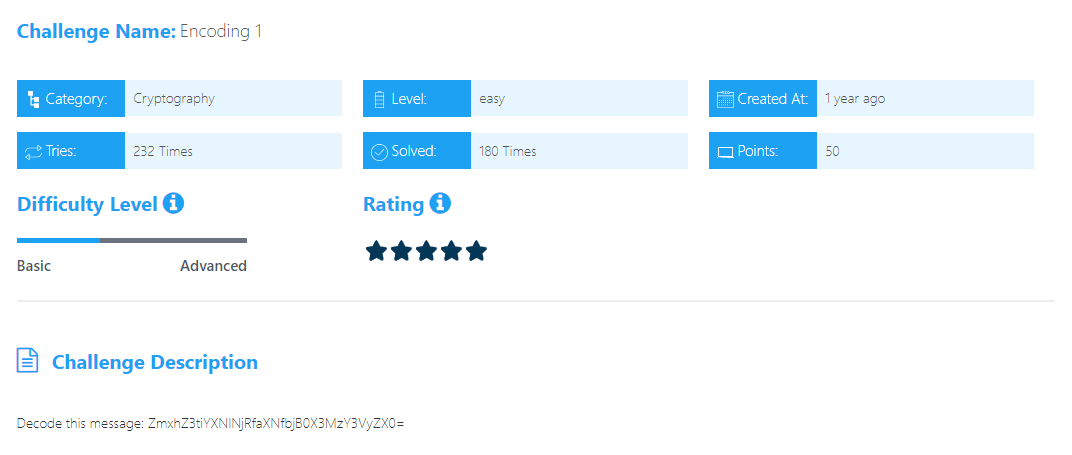 Challenge Name: Encoding 1
Category: Cryptography
Level: easy
Created At: 1 year ago
Tries: 232 Times
Solved: 180 Times
Points: 50
Difficulty Level
Rating
Basic
Advanced
Challenge Description
Decode this message: ZmxhZ3tiYXNlNjRfaXNfbjB0X3MzY3VyZX0=